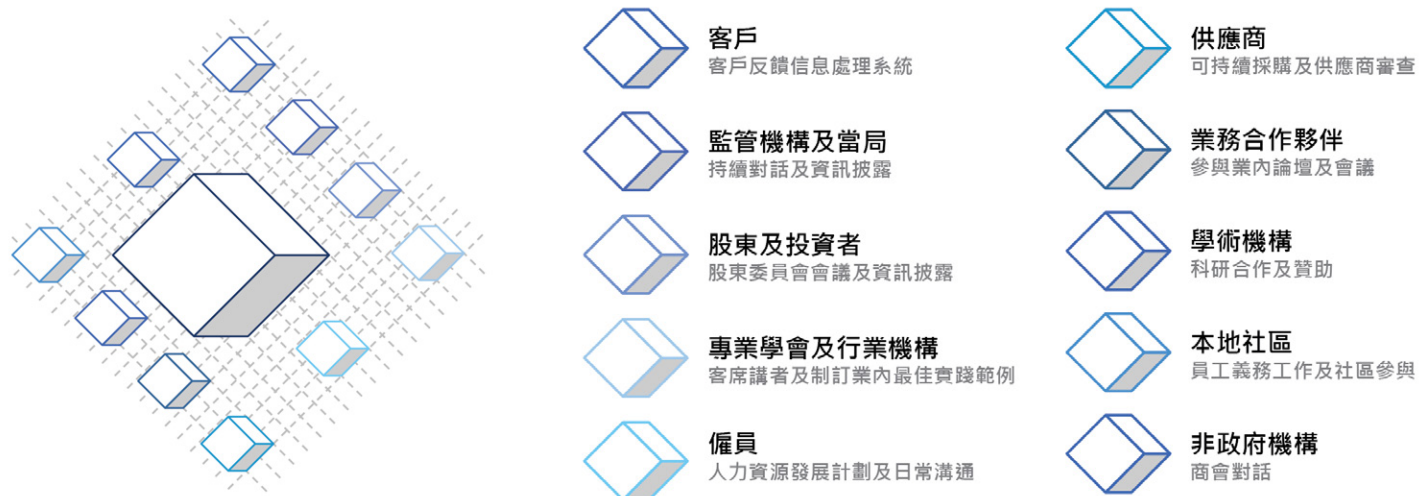 客戶
客戶反饋信息處理系統
監管機構及當局
持續對話及資訊披露
股東及投資者
股東委員會會議及資訊披露
專業學會及行業機構
客席講者及制訂業內最佳實踐範例
僱員
人力資源發展計劃及日常溝通
供應商
可持續採購及供應商審查
業務合作夥伴
參與業內論壇及會議
學術機構
科研合作及贊助
本地社區
員工義務工作及社區參與
非政府機構
商會對話